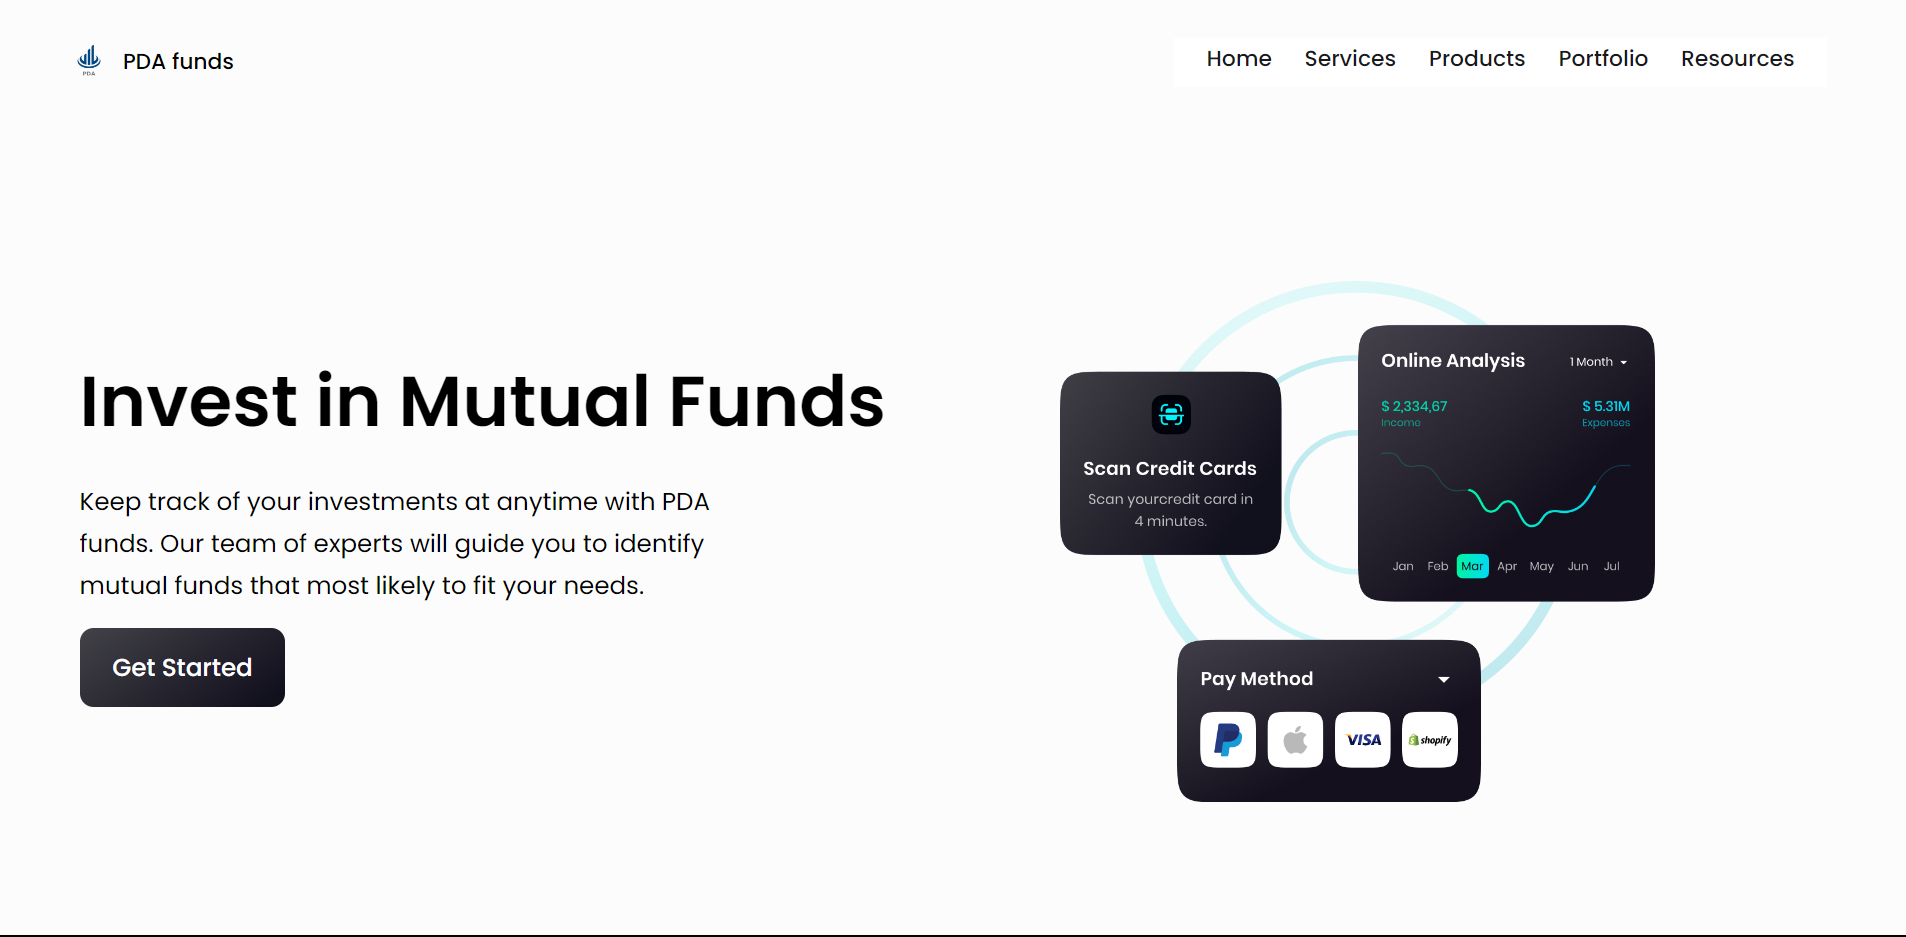 PDA
PDA funds
Home Services Products Portfolio Resources
Invest in Mutual Funds
Keep track of your investments at anytime with PDA
funds. Our team of experts will guide you to identify
mutual funds that most likely to fit your needs.
Get Started
Scan Credit Cards
Scan yourcredit card in
4 minutes.
Online Analysis 1 Month
$ 2,334,67 $ 5.31M
Income Expenses
Jan Feb Mar Apr May Jun Jul
Pay Method
VISA shopify